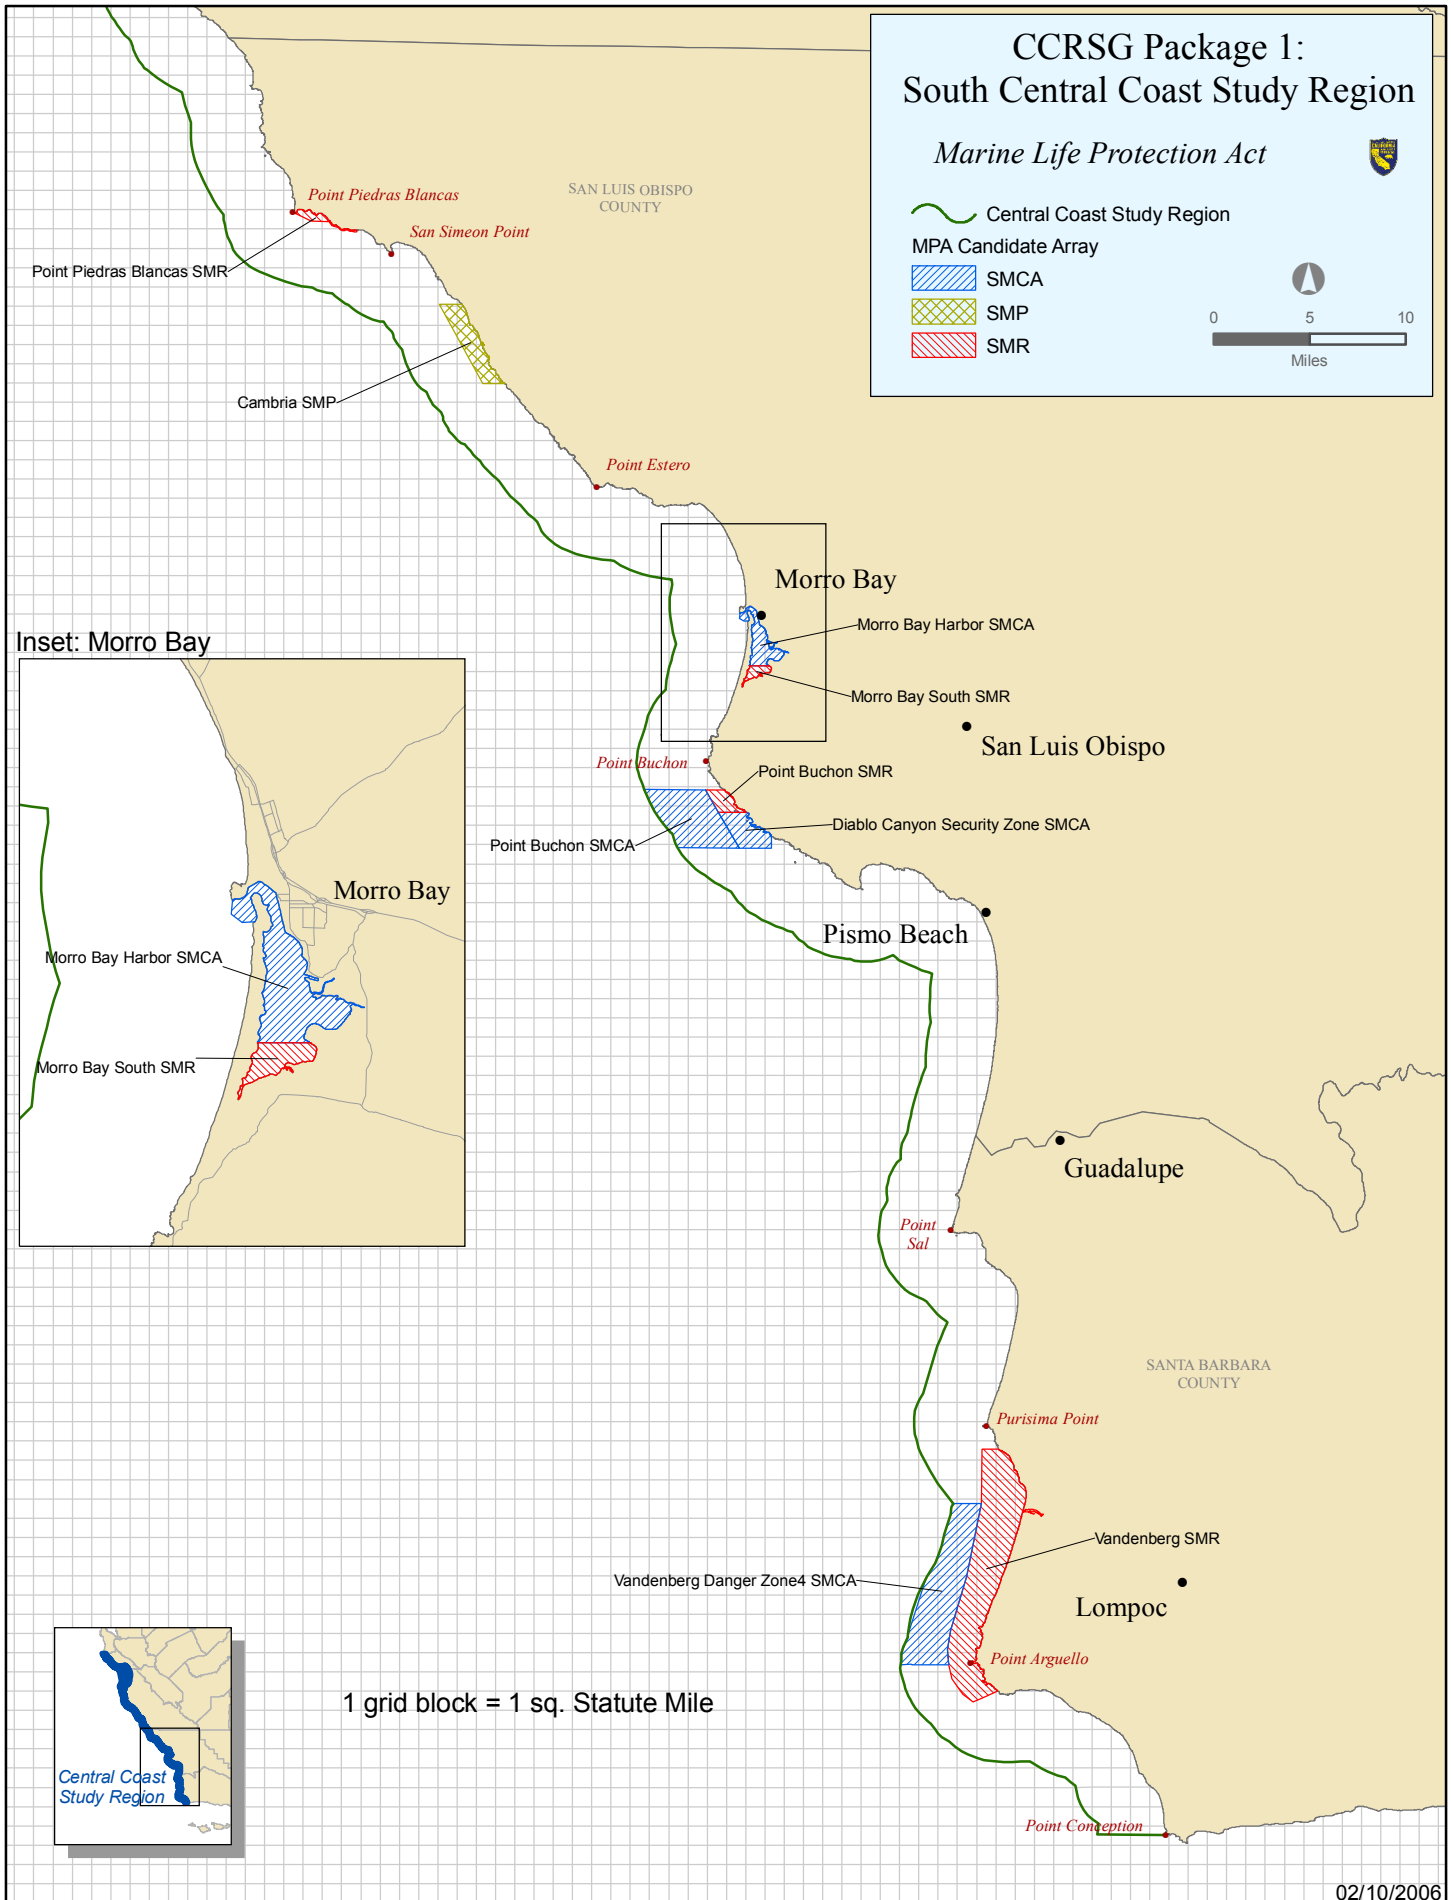 CCRSG Package 1:
South Central Coast Study Region
Marine Life Protection Act
Central Coast Study Region
MPA Candidate Array
SMCA
SMP
SMR
0 5 10
Miles
SAN LUIS OBISPO
COUNTY
Point Piedras Blancas
San Simeon Point
Point Piedras Blancas SMR
Cambria SMP
Point Estero
Morro Bay
Morro Bay Harbor SMCA
Morro Bay South SMR
San Luis Obispo
Point Buchon
Point Buchon SMR
Diablo Canyon Security Zone SMCA
Point Buchon SMCA
Pismo Beach
Inset: Morro Bay
Morro Bay
Morro Bay Harbor SMCA
Morro Bay South SMR
Guadalupe
Point
Sal
SANTA BARBARA
COUNTY
Purisima Point
Vandenberg SMR
Vandenberg Danger Zone4 SMCA
Lompoc
Point Arguello
1 grid block = 1 sq. Statute Mile
Central Coast
Study Region
Point Conception
02/10/2006